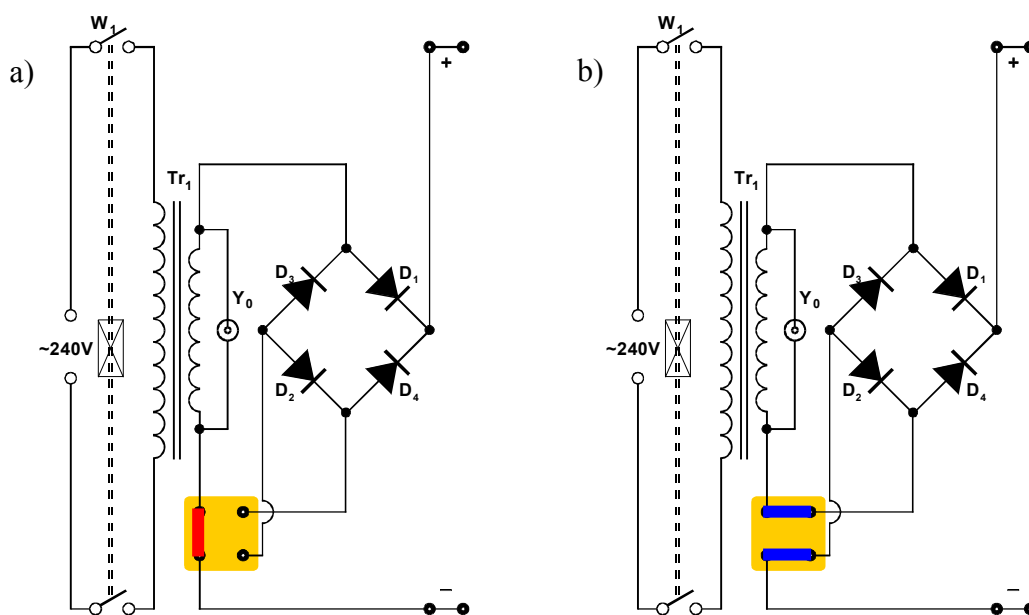 W1
+
a)
Tr1
D3
D1
Y0
~240V
D2
D4
–
W1
+
b)
Tr1
D3
D1
Y0
~240V
D2
D4
–